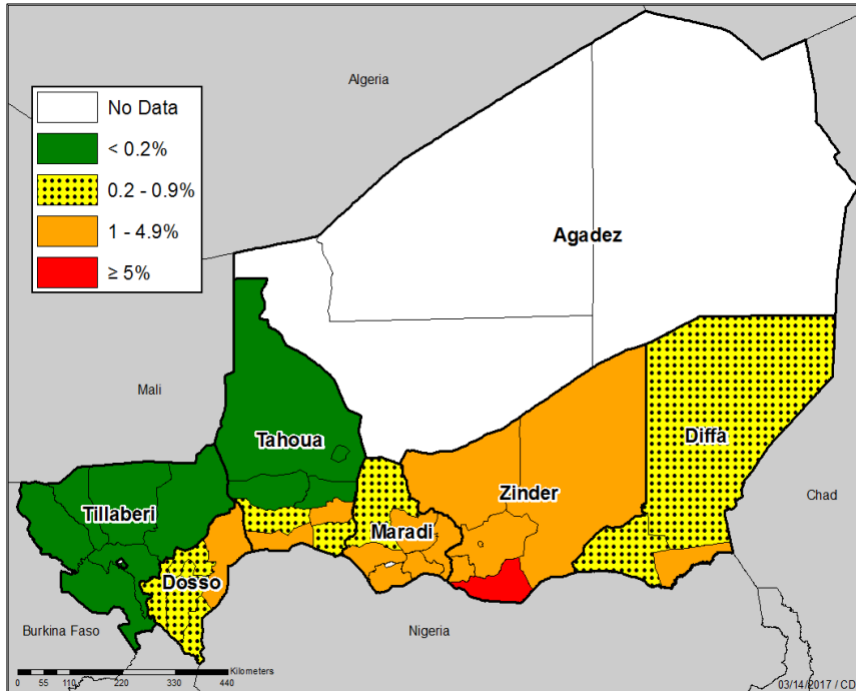 Algeria
No Data
< 0.2%
0.2 - 0.9%
1 - 4.9%
≥ 5%
Agadez
Mali
Tahoua
Diffa
Zinder
Chad
Tillaberi
Maradi
Dosso
Burkina Faso
Nigeria
Kilometers
0 55 110 220 330 440
03/14/2017 / CD